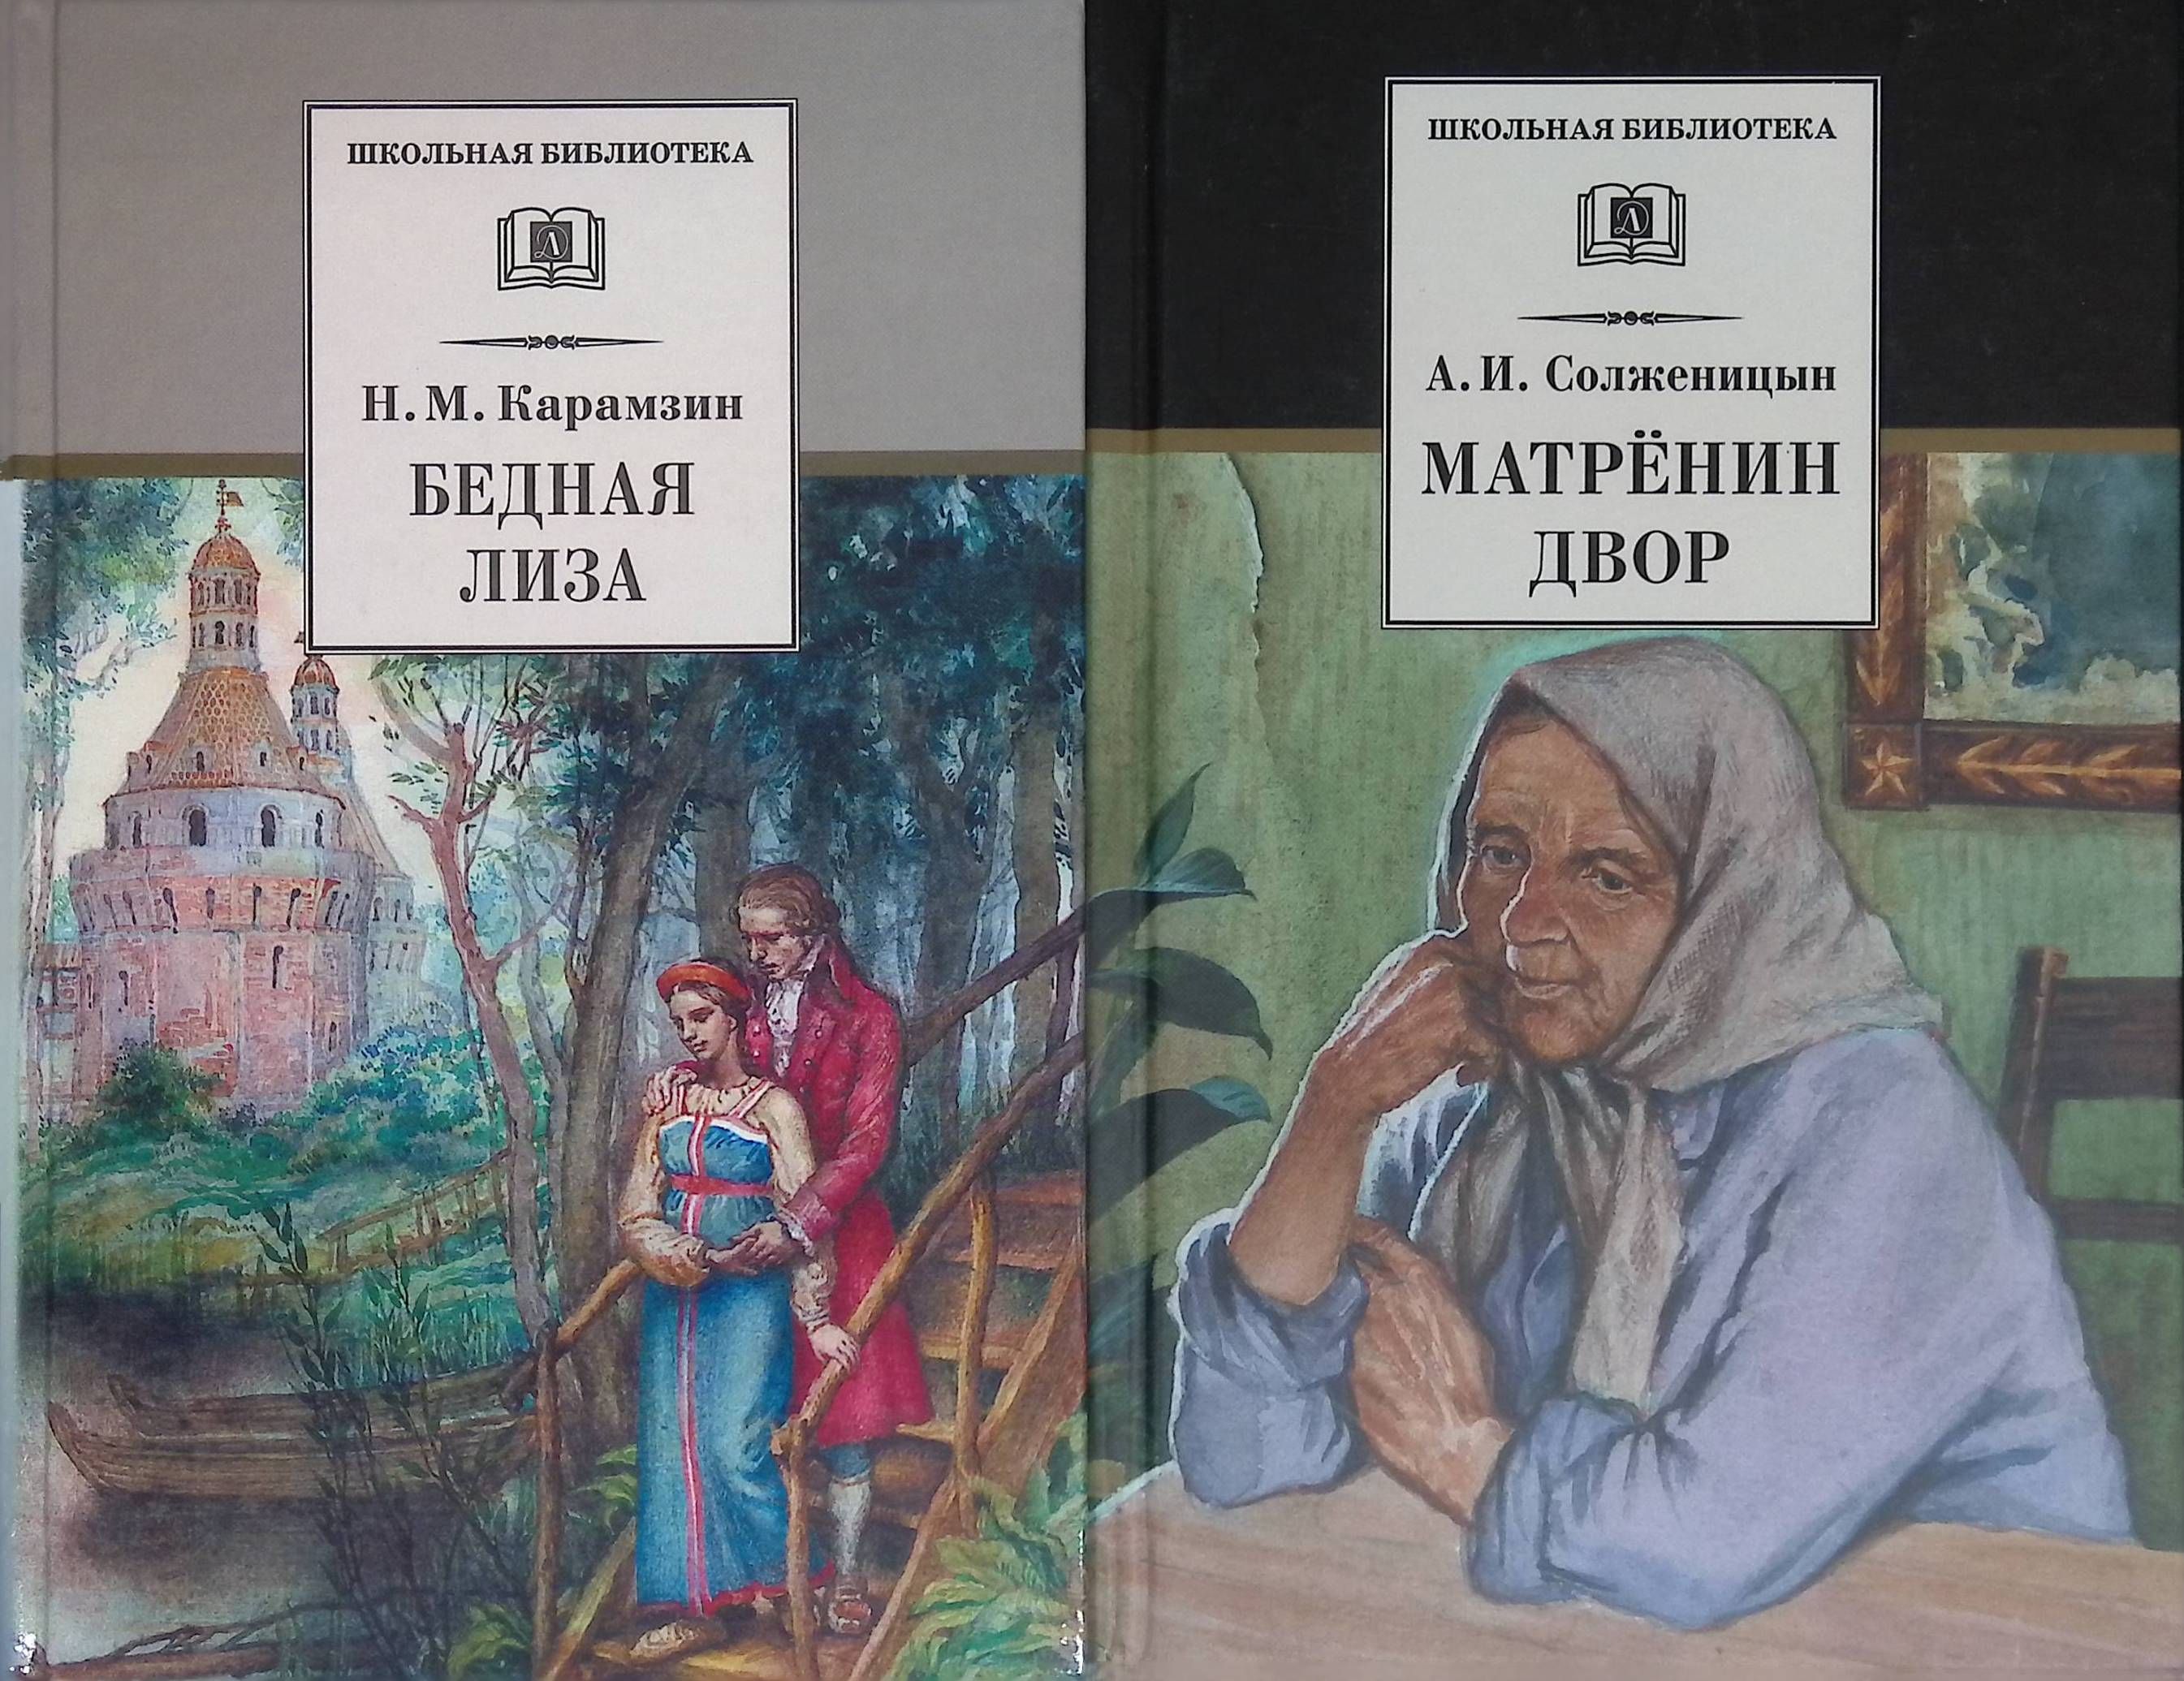 ШКОЛЬНАЯ БИБЛИОТЕКА
Д
Н. М. Карамзин
БЕДНАЯ
ЛИЗА
ШКОЛЬНАЯ БИБЛИОТЕКА
Д
А. И. Солженицын
МАТРЁНИН
ДВОР